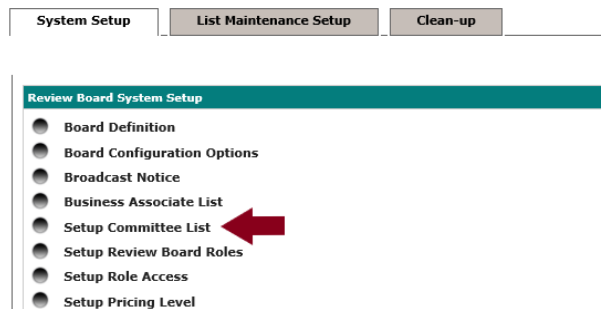 System Setup List Maintenance Setup Clean-up
Review Board System Setup
Board Definition
Board Configuration Options
Broadcast Notice
Business Associate List
Setup Committee List
Setup Review Board Roles
Setup Role Access
Setup Pricing Level